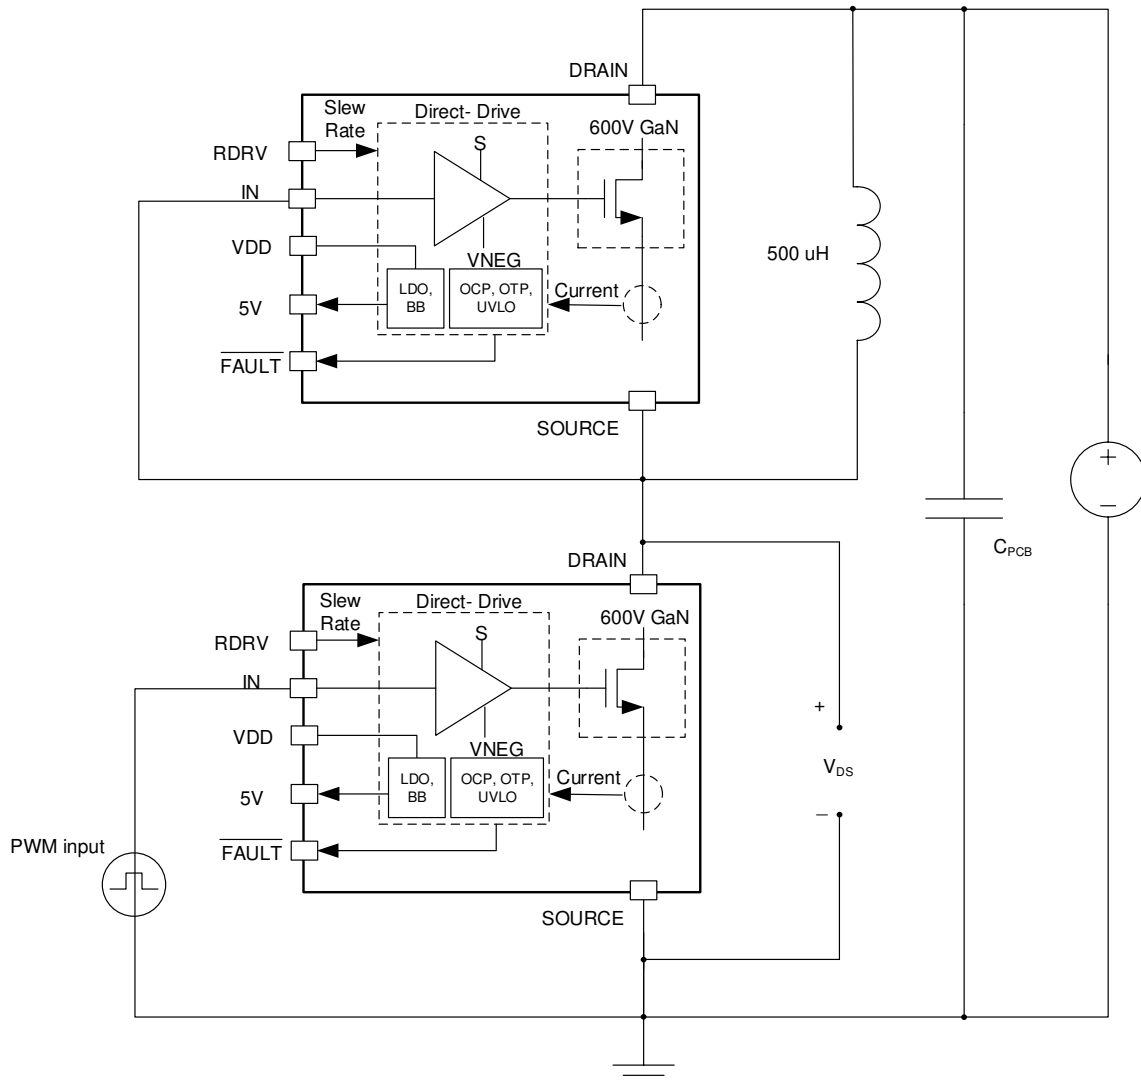 DRAIN
Slew
Rate
Direct- Drive
600V GaN
RDRV
S
IN
VDD
VNEG
LDO,
BB
OCP, OTP,
UVLO
Current
5V
FAULT
SOURCE
500 uH
+
−
CPCB
DRAIN
Slew
Rate
Direct- Drive
600V GaN
RDRV
S
IN
VDD
VNEG
LDO,
BB
OCP, OTP,
UVLO
Current
5V
FAULT
SOURCE
+
VDS
−
PWM input